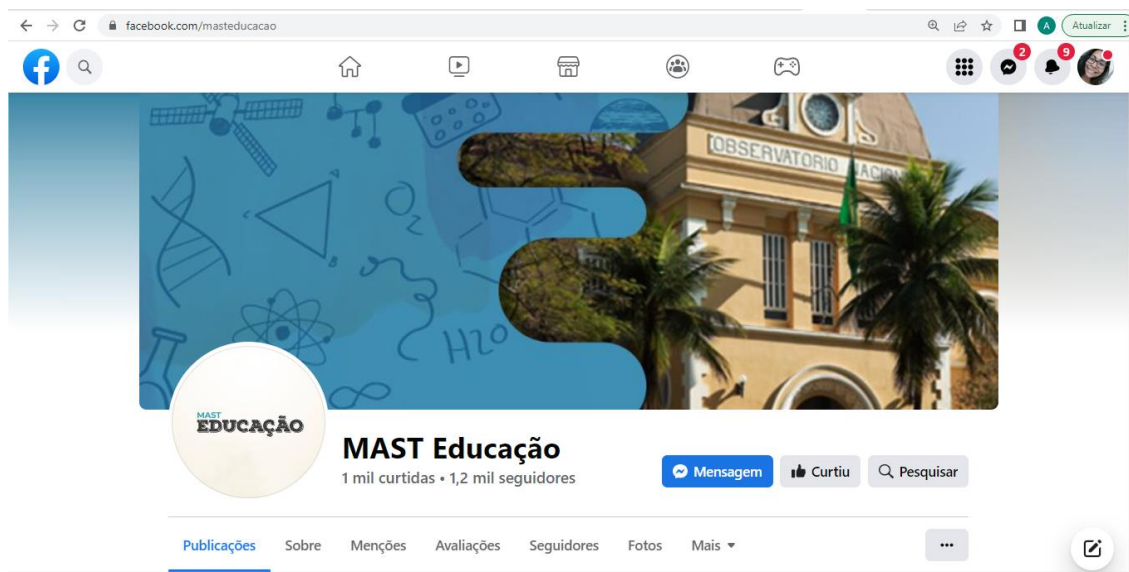 facebook.com/masteducacao
A
Atualizar
2
9
OBSERVATORIO NACIONAL
A
c
B
O2
H2O
MAST
EDUCAÇÃO
MAST Educação
1 mil curtidas • 1,2 mil seguidores
Mensagem
Curtiu
Pesquisar
Publicações
Sobre
Menções
Avaliações
Seguidores
Fotos
Mais